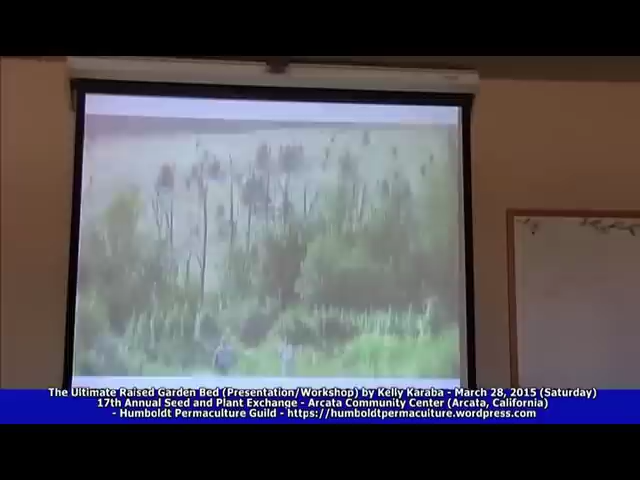 The Ultimate Raised Garden Bed (Presentation/Workshop) by Kelly Karaba - March 28, 2015 (Saturday)
17th Annual Seed and Plant Exchange - Arcata Community Center (Arcata, California)
- Humboldt Permaculture Guild - https://humboldtpermaculture.wordpress.com